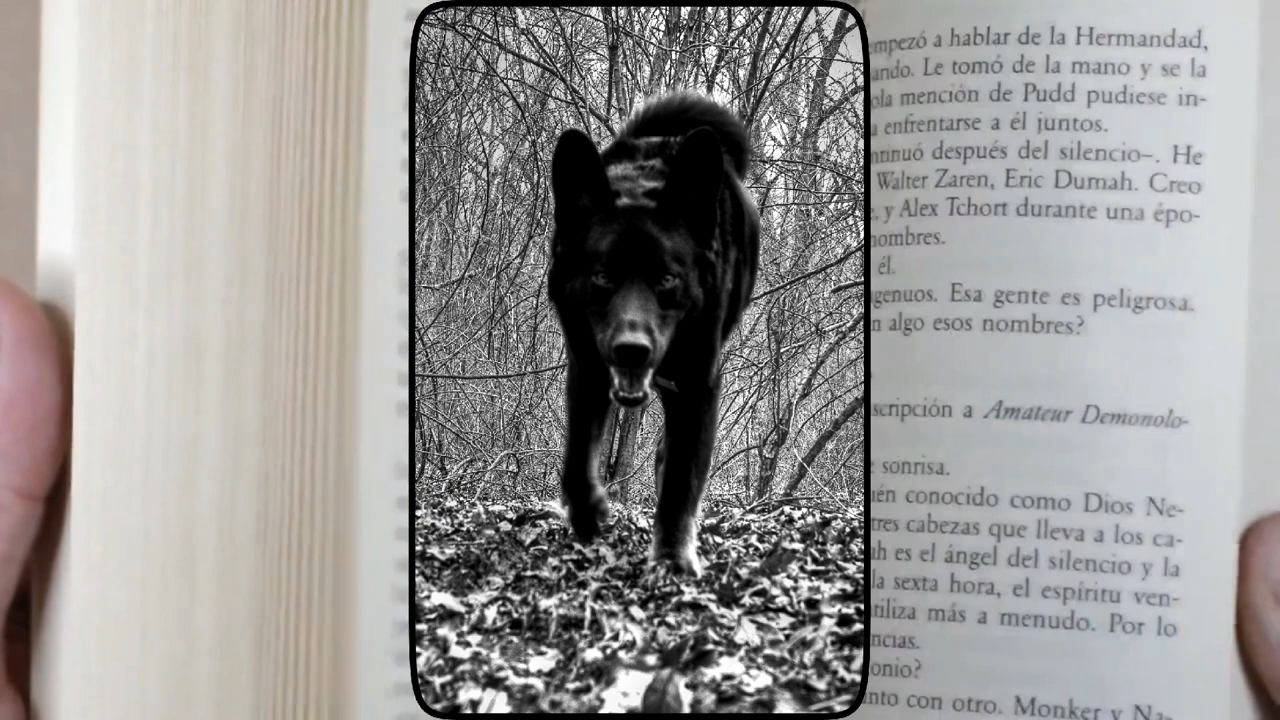 empezó a hablar de la Hermandad,
ando. Le tomó de la mano y se la
ola mención de Pudd pudiese in-
a enfrentarse a él juntos.
ntinuó después del silencio–. He
Walter Zaren, Eric Dumah. Creo
e, y Alex Tchort durante una épo-
nombres.
él.
genuos. Esa gente es peligrosa.
n algo esos nombres?
scripción a Amateur Demonolo-
sonrisa.
ién conocido como Dios Ne-
tres cabezas que lleva a los ca-
ah es el ángel del silencio y la
la sexta hora, el espíritu ven-
utiliza más a menudo. Por lo
ncias.
onio?
nto con otro. Monker y Na-